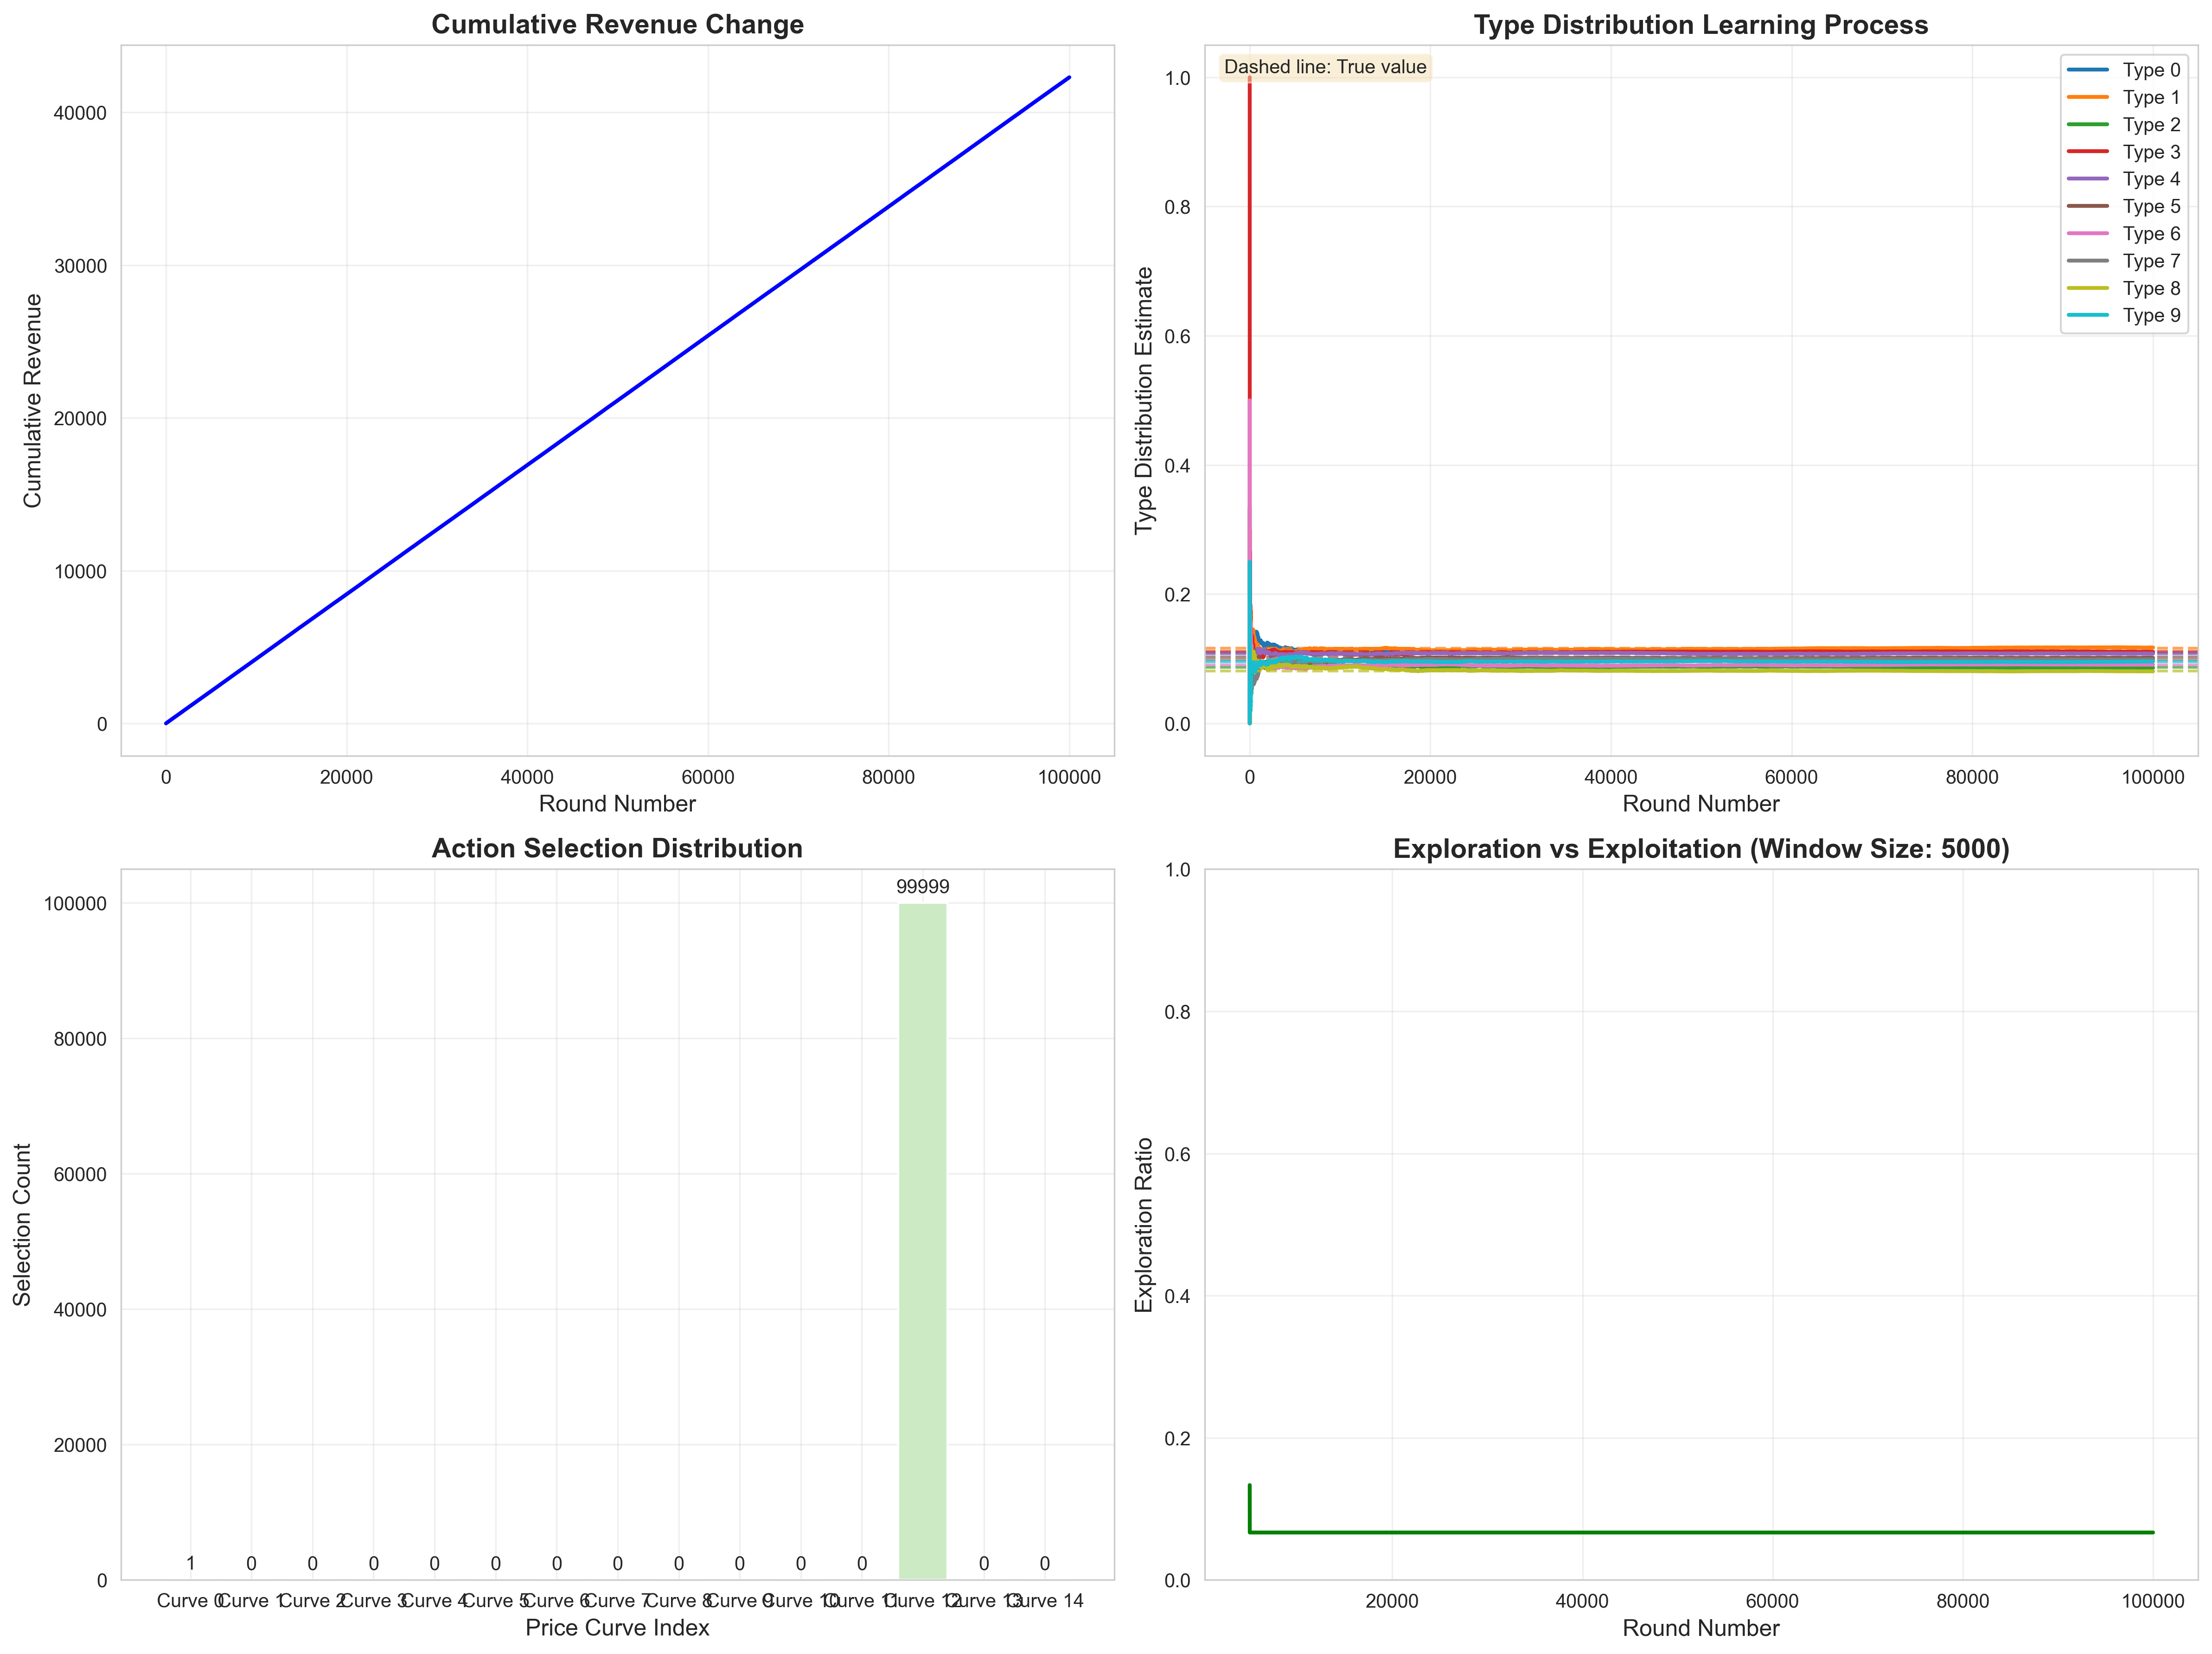 Cumulative Revenue Change
Cumulative Revenue
40000
30000
20000
10000
0
0 20000 40000 60000 80000 100000
Round Number
Type Distribution Learning Process
Dashed line: True value
Type Distribution Estimate
1.0
0.8
0.6
0.4
0.2
0.0
Type 0
Type 1
Type 2
Type 3
Type 4
Type 5
Type 6
Type 7
Type 8
Type 9
0 20000 40000 60000 80000 100000
Round Number
Action Selection Distribution
Selection Count
100000
80000
60000
40000
20000
0
99999
1 0 0 0 0 0 0 0 0 0 0 0 0 0
Curve 0 Curve 1 Curve 2 Curve 3 Curve 4 Curve 5 Curve 6 Curve 7 Curve 8 Curve 9 Curve 10 Curve 11 Curve 12 Curve 13 Curve 14
Price Curve Index
Exploration vs Exploitation (Window Size: 5000)
Exploration Ratio
1.0
0.8
0.6
0.4
0.2
0.0
20000 40000 60000 80000 100000
Round Number